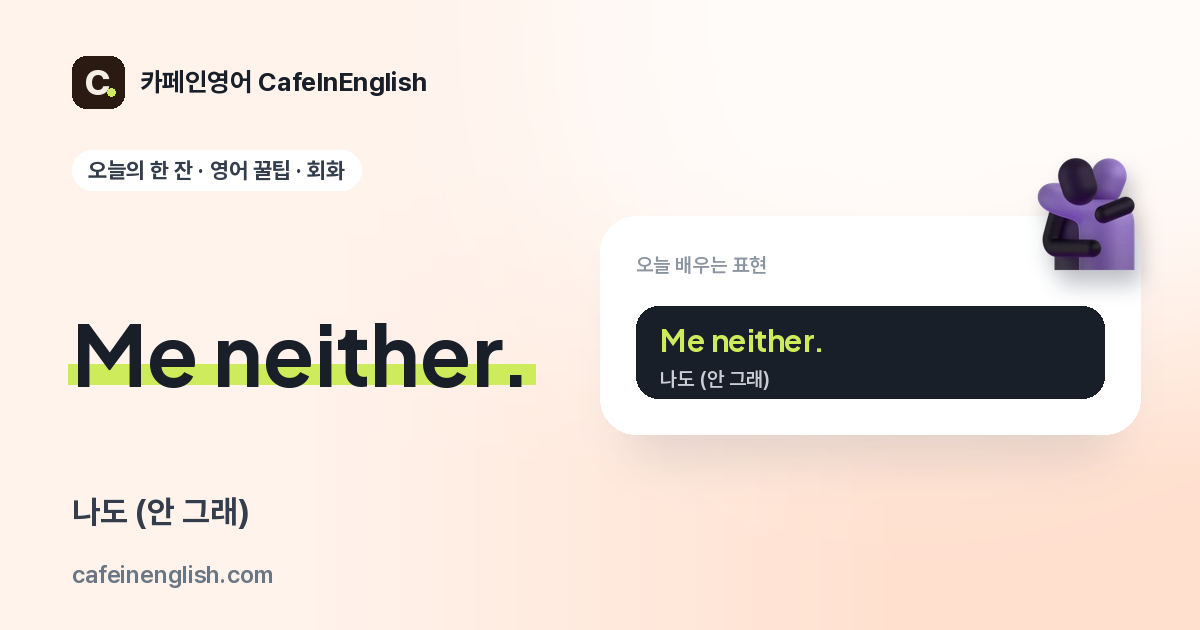 C
카페인영어 CafeInEnglish
오늘의 한 잔 · 영어 꿀팁 · 회화
Me neither.
나도 (안 그래)
cafeinenglish.com
오늘 배우는 표현
Me neither.
나도 (안 그래)